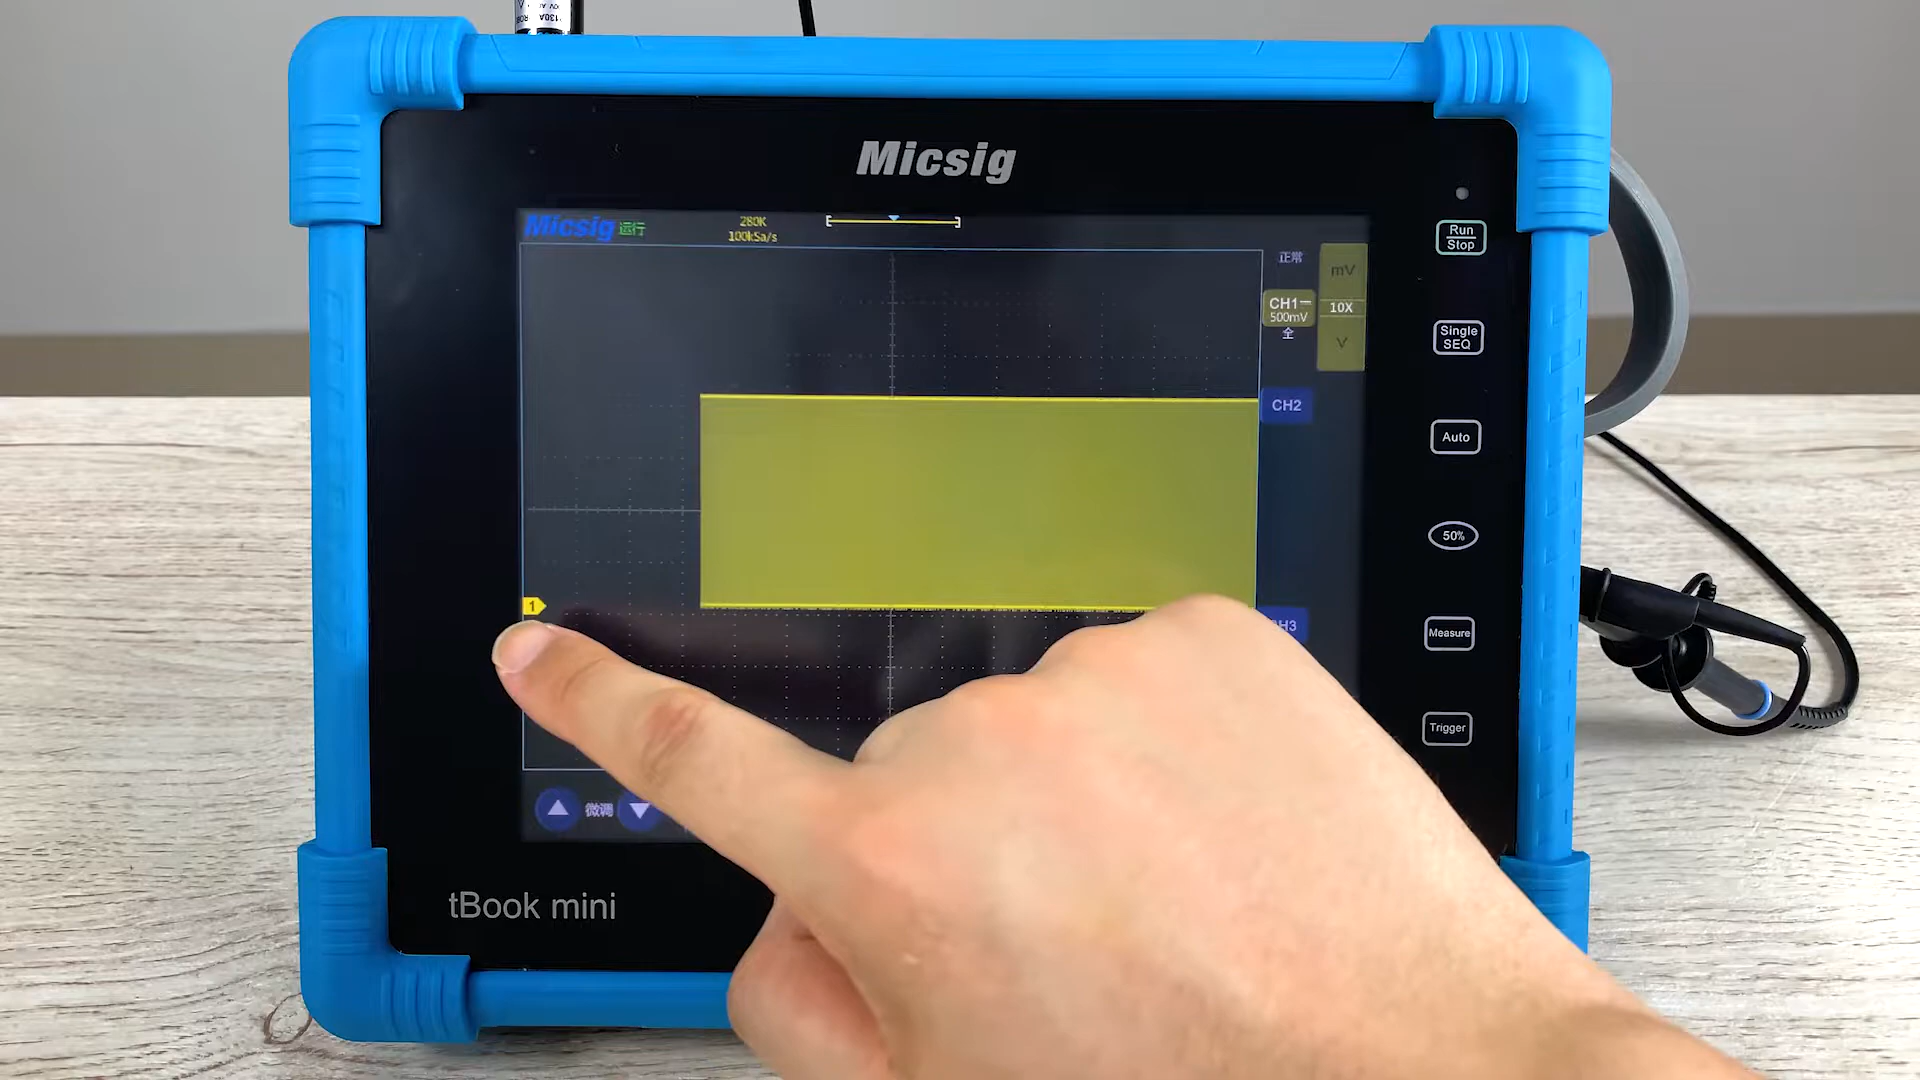 Micsig
Micsig 运行
280K
100kSa/s
正常
mV
CH1
500mV
10X
全
V
CH2
1
微调
Run
Stop
Single
SEQ
Auto
50%
Measure
Trigger
tBook mini